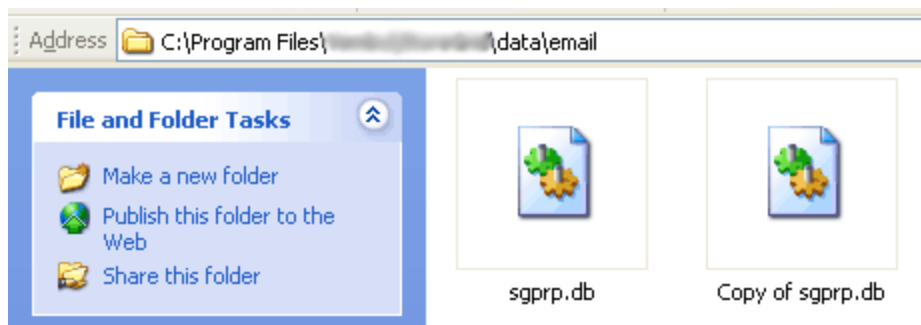 Address C:\Program Files\ \data\email
File and Folder Tasks
Make a new folder
Publish this folder to the
Web
Share this folder
sgprp.db Copy of sgprp.db